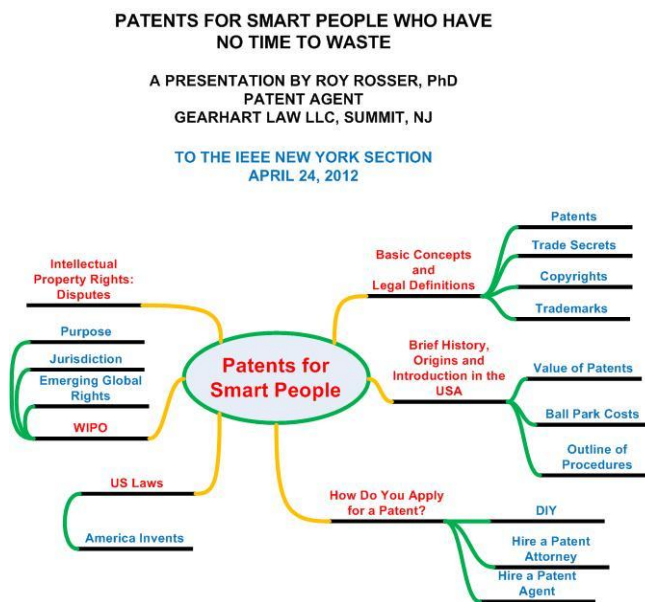 PATENTS FOR SMART PEOPLE WHO HAVE
NO TIME TO WASTE
A PRESENTATION BY ROY ROSSER, PhD
PATENT AGENT
GEARHART LAW LLC, SUMMIT, NJ
TO THE IEEE NEW YORK SECTION
APRIL 24, 2012
Patents for
Smart People
Basic Concepts
and
Legal Definitions
Patents
Trade Secrets
Copyrights
Trademarks
Brief History,
Origins and
Introduction in the
USA
Value of Patents
Ball Park Costs
Outline of
Procedures
How Do You Apply
for a Patent?
DIY
Hire a Patent
Attorney
Hire a Patent
Agent
US Laws
America Invents
WIPO
Purpose
Jurisdiction
Emerging Global
Rights
Intellectual
Property Rights:
Disputes